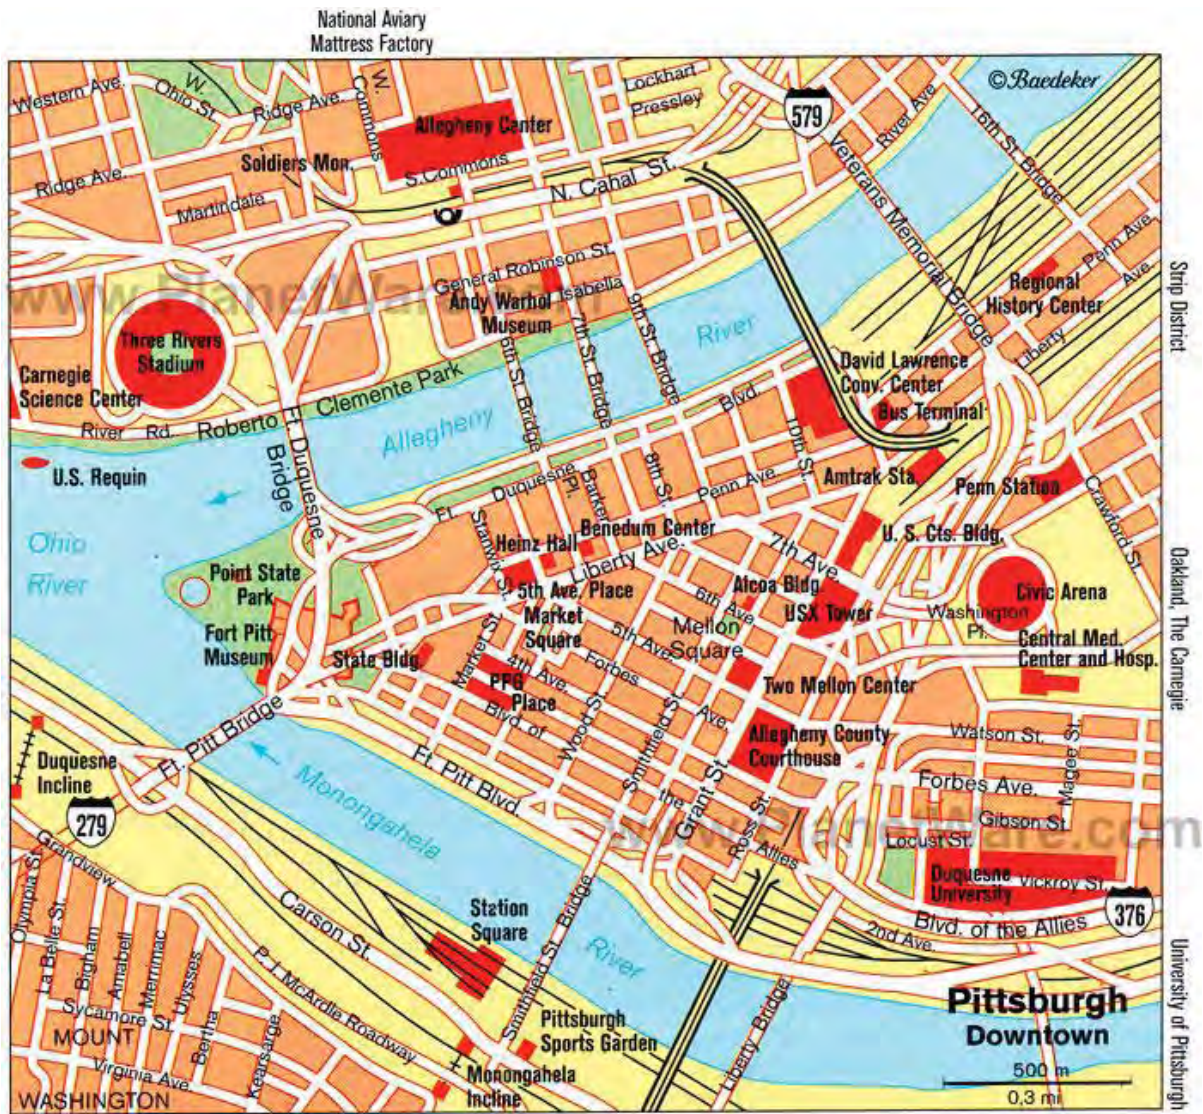 National Aviary
Mattress Factory
©Baedeker
Western Ave.
W.
Ohio St.
Ridge Ave.
W.
Commons
Allegheny Center
Lockhart
Pressley
579
River Ave
16th St. Bridge
Soldiers Mon.
S.Commons
N. Canal St.
Veterans Memorial Bridge
Ridge Ave.
Martindale
Penn Ave.
Strip District
General Robinson St.
Isabella
Regional
History Center
www.PlanetWare.com
Andy Warhol
Museum
Three Rivers
Stadium
6th St. Bridge
7th St. Bridge
9th St. Bridge
River
Liberty
Ave.
Carnegie
Science Center
David Lawrence
Conv. Center
Bus Terminal
River Rd.
Roberto Clemente Park
Allegheny
Blvd.
10th St.
U.S. Requin
Ft. Duquesne
Bridge
Ft.
Duquesne
Barker
Pl.
8th St.
Penn Ave.
Amtrak Sta.
Penn Station
Crawford St.
Ohio
River
Stanwix St.
Heinz Hall
Benedum Center
Liberty Ave.
7th Ave.
U. S. Cts. Bldg.
Point State
Park
5th Ave. Place
Market
Square
Alcoa Bldg.
6th Ave
USX Tower
Civic Arena
Washington
Pl.
Oakland, The Carnegie
Fort Pitt
Museum
State Bldg.
Market St.
5th Ave.
Mellon
Square
Central Med.
Center and Hosp.
4th Ave.
Forbes
Ave.
PPG
Place
Two Mellon Center
Blvd. of
the
Allies
Wood St.
Smithfield St.
Grant St.
Ross St.
Allegheny County
Courthouse
Watson St.
Magee St.
Ft. Pitt Bridge
Ft. Pitt Blvd.
Duquesne
Incline
279
Monongahela
Forbes Ave.
Gibson St.
www.PlanetWare.com
Locust St.
Grandview
Olympia St.
Duquesne
University
Vickroy St.
376
Blvd. of the Allies
2nd Ave.
Carson St.
Station
Square
Smithfield St. Bridge
River
La Belle St.
Bigham
Amabell
Merrimac
Ulysses
P. J. McArdle Roadway
Liberty Bridge
Pittsburgh
Downtown
University of Pittsburgh
Sycamore St.
Bertha
Kearsarge
MOUNT
WASHINGTON
Virginia Ave.
Pittsburgh
Sports Garden
Monongahela
Incline
500 m
0,3 mi